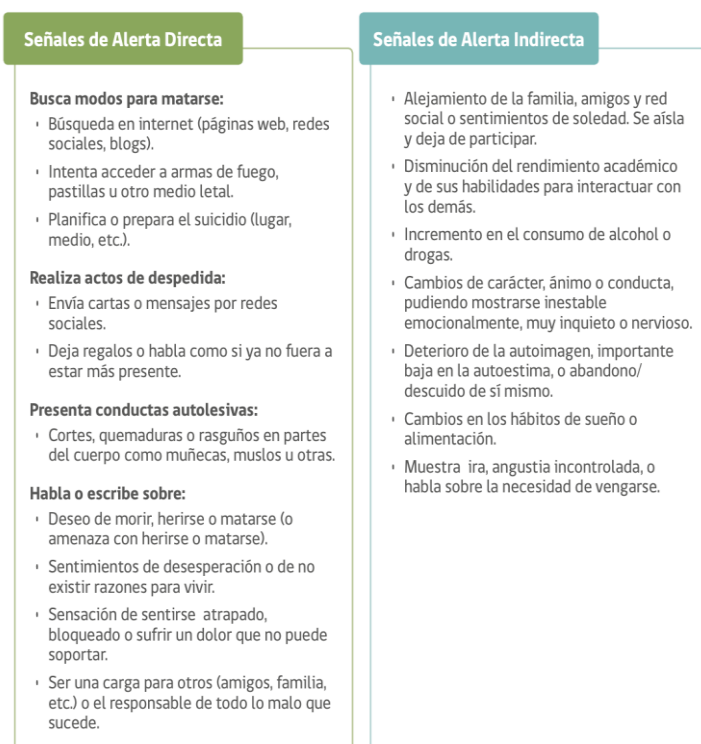 Señales de Alerta Directa
Busca modos para matarse:
Búsqueda en internet (páginas web, redes
sociales, blogs).
Intenta acceder a armas de fuego,
pastillas u otro medio letal.
Planifica o prepara el suicidio (lugar,
medio, etc.).
Realiza actos de despedida:
Envía cartas o mensajes por redes
sociales.
Deja regalos o habla como si ya no fuera a
estar más presente.
Presenta conductas autolesivas:
Cortes, quemaduras o rasguños en partes
del cuerpo como muñecas, muslos u otras.
Habla o escribe sobre:
Deseo de morir, herirse o matarse (o
amenaza con herirse o matarse).
Sentimientos de desesperación o de no
existir razones para vivir.
Sensación de sentirse atrapado,
bloqueado o sufrir un dolor que no puede
soportar.
Ser una carga para otros (amigos, familia,
etc.) o el responsable de todo lo malo que
sucede.
Señales de Alerta Indirecta
Alejamiento de la familia, amigos y red
social o sentimientos de soledad. Se aísla
y deja de participar.
Disminución del rendimiento académico
y de sus habilidades para interactuar con
los demás.
Incremento en el consumo de alcohol o
drogas.
Cambios de carácter, ánimo o conducta,
pudiendo mostrarse inestable
emocionalmente, muy inquieto o nervioso.
Deterioro de la autoimagen, importante
baja en la autoestima, o abandono/
descuido de sí mismo.
Cambios en los hábitos de sueño o
alimentación.
Muestra ira, angustia incontrolada, o
habla sobre la necesidad de vengarse.